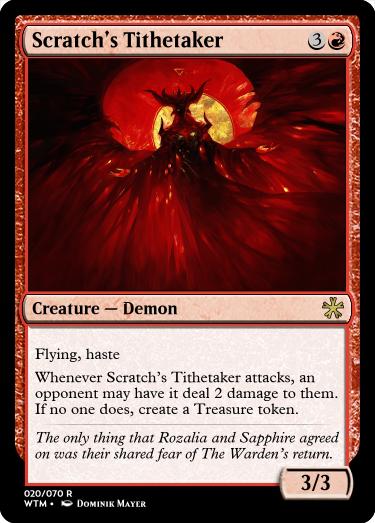 Scratch's Tithetaker 3
Creature — Demon
Flying, haste
Whenever Scratch's Tithetaker attacks, an
opponent may have it deal 2 damage to them.
If no one does, create a Treasure token.
The only thing that Rozalia and Sapphire agreed
on was their shared fear of The Warden's return.
3/3
020/070 R
WTM • Dominik Mayer